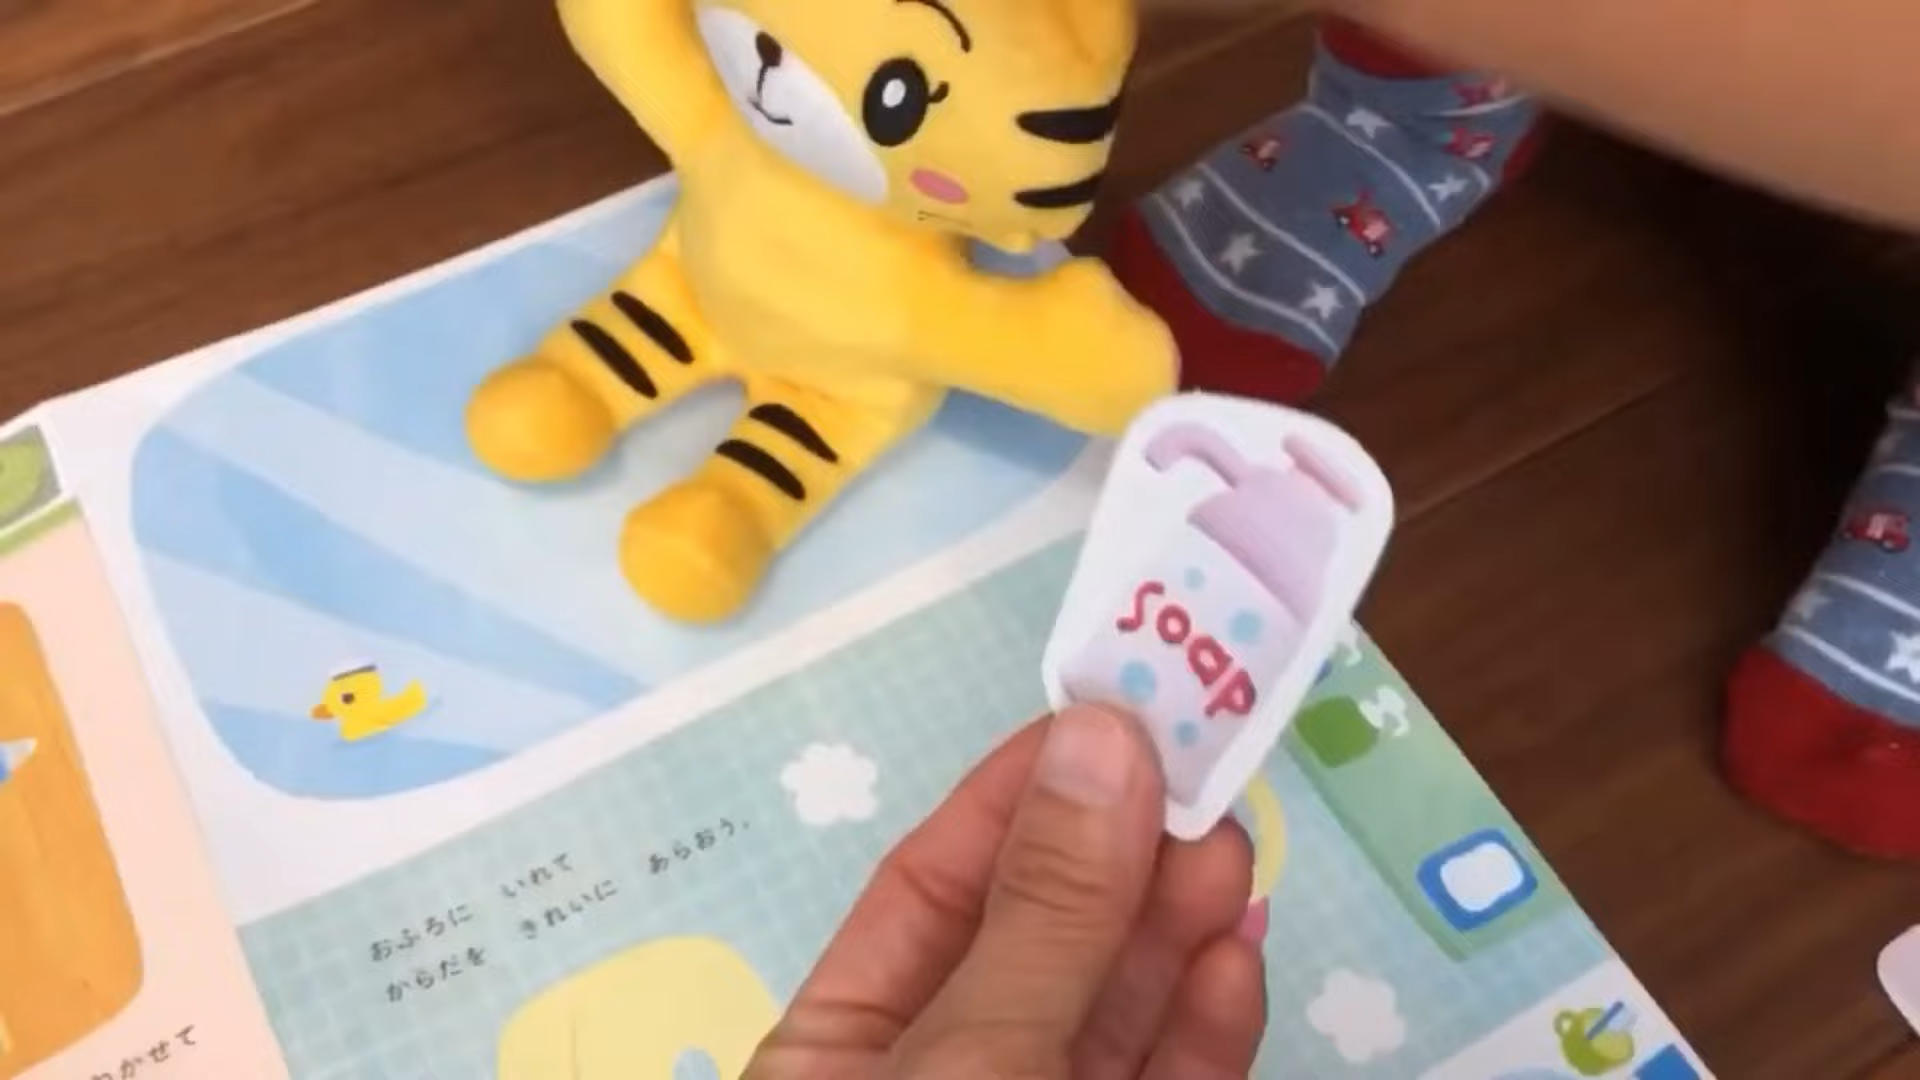 soap
おふろに いれて
からだを きれいに あらおう。
かせて